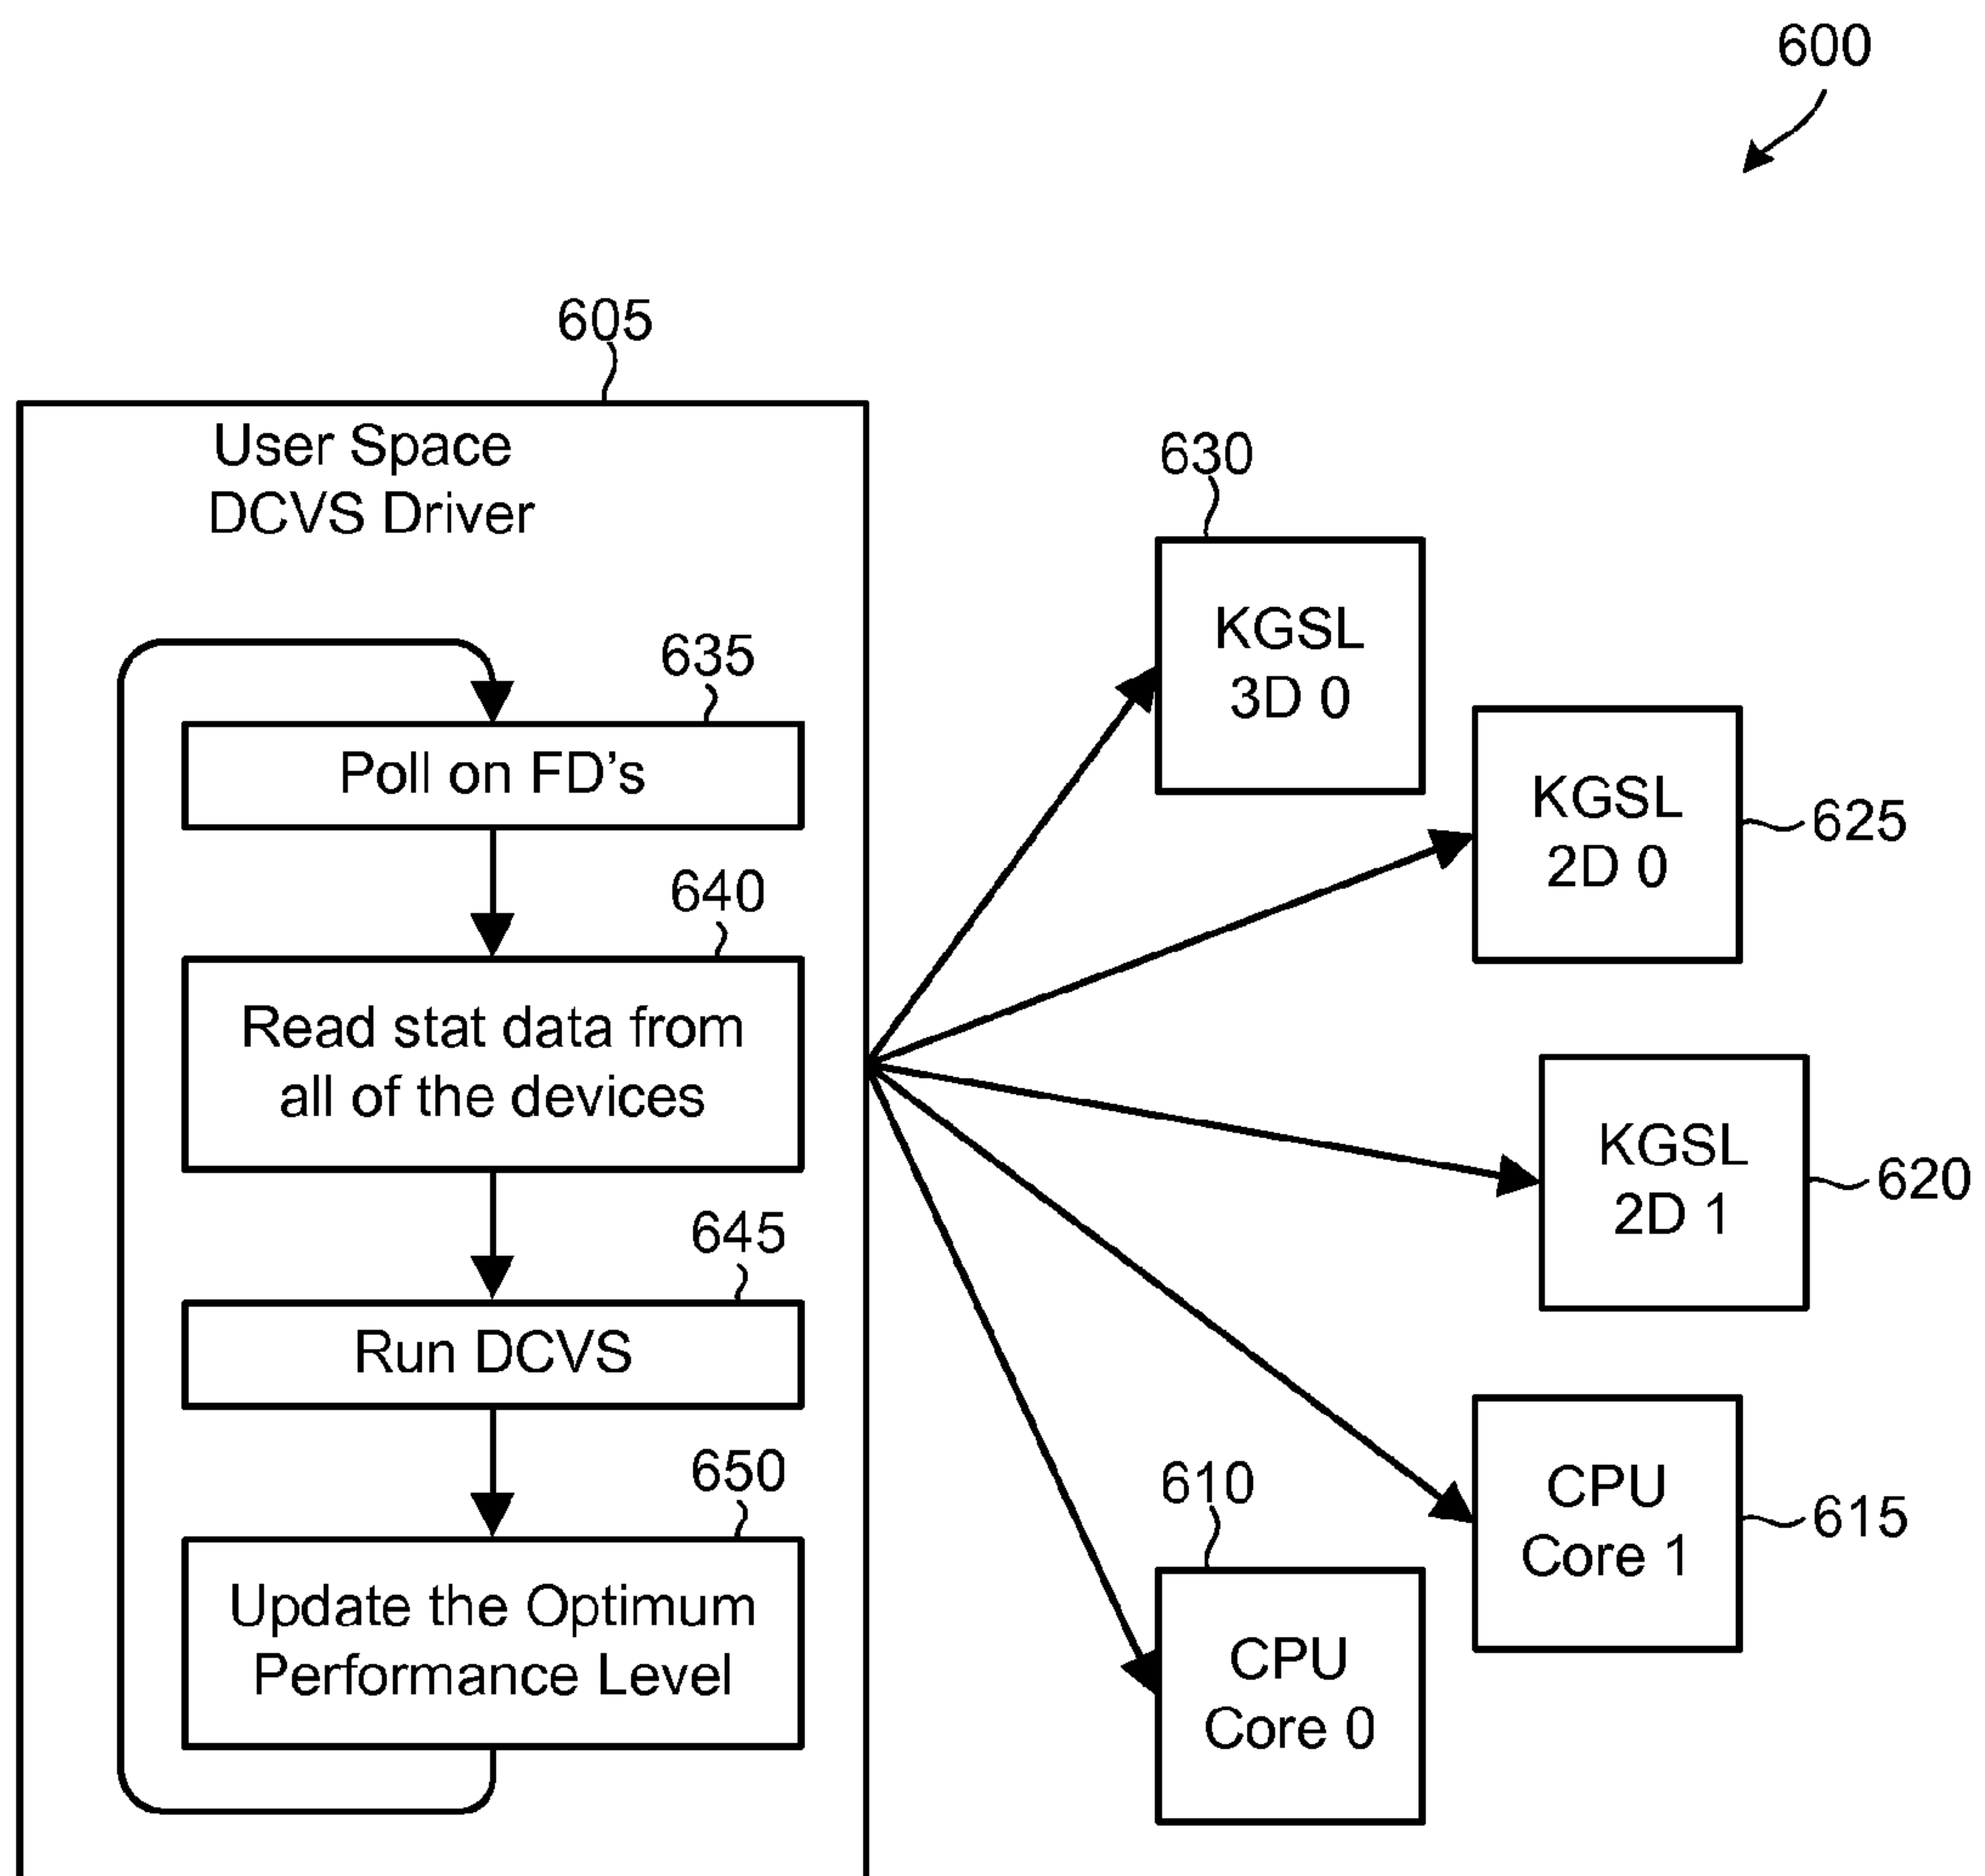 600
605
User Space
DCVS Driver
635
Poll on FD's
640
Read stat data from
all of the devices
645
Run DCVS
650
Update the Optimum
Performance Level
630
KGSL
3D 0
KGSL
2D 0
625
KGSL
2D 1
620
CPU
Core 1
615
610
CPU
Core 0